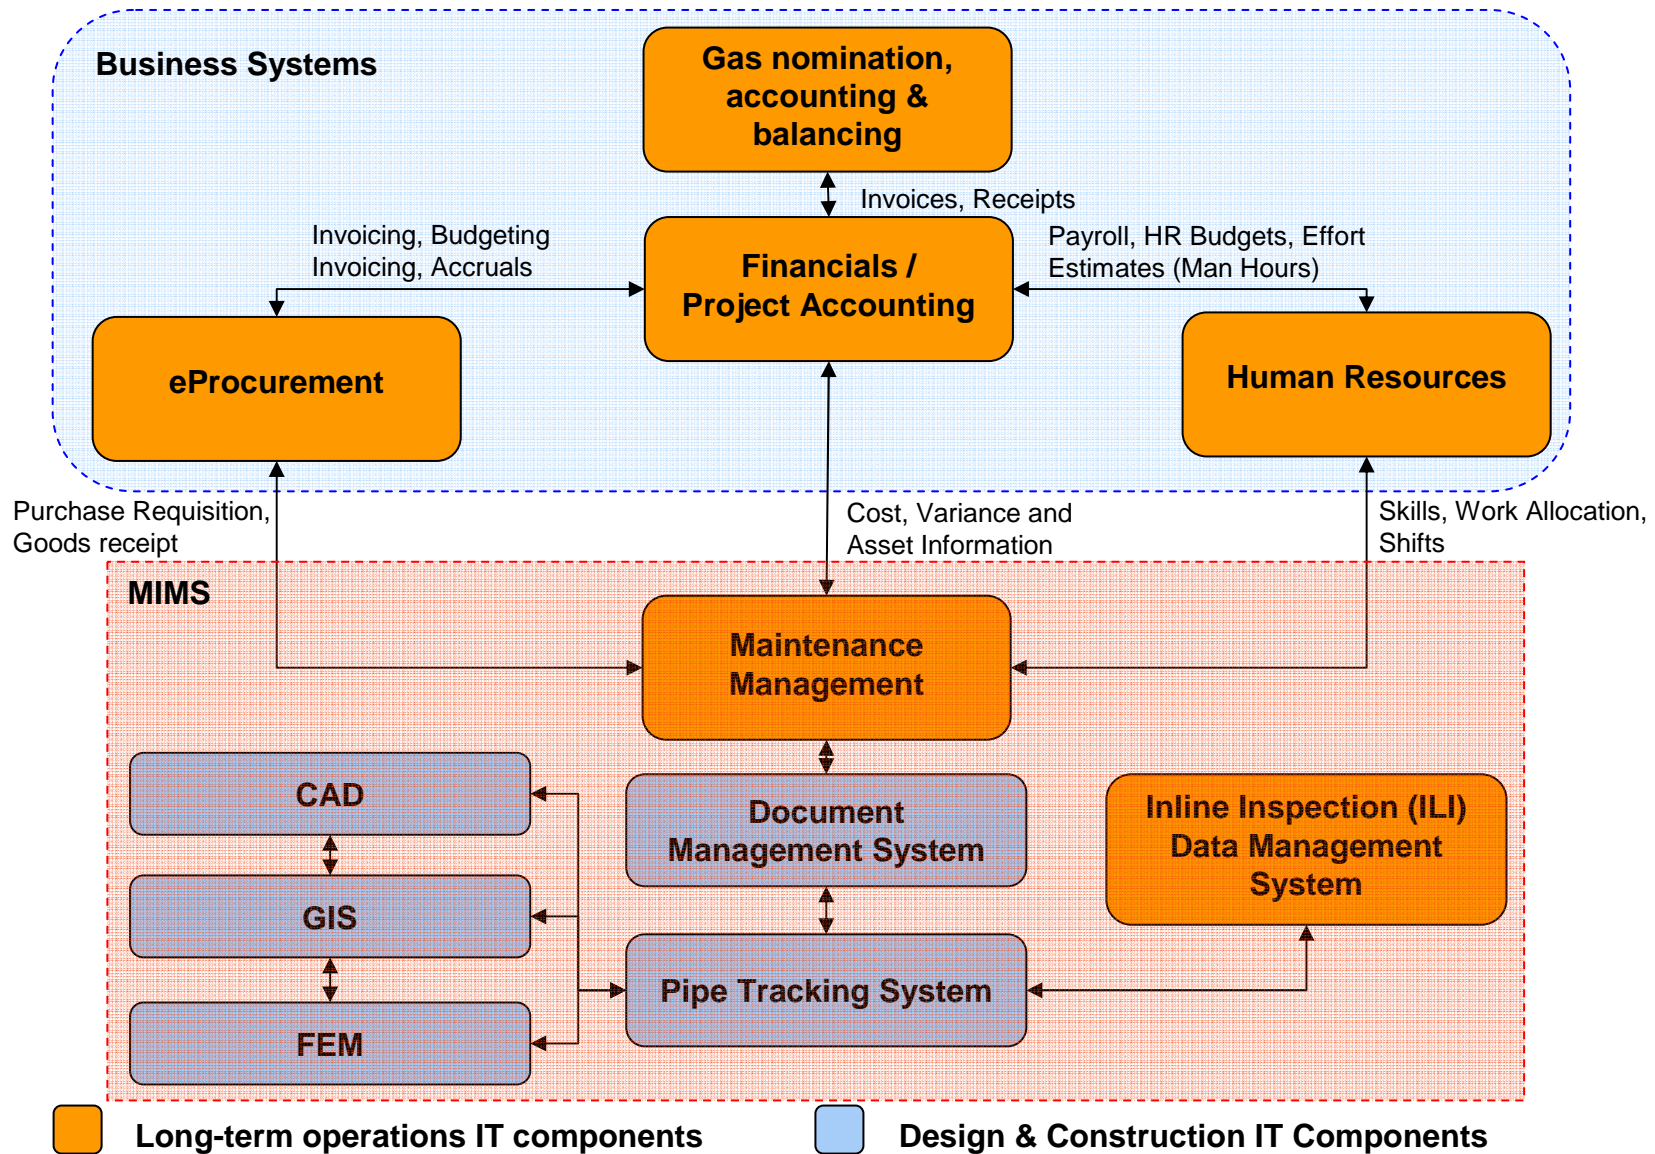 Business Systems
Gas nomination,
accounting &
balancing
Invoices, Receipts
Invoicing, Budgeting
Invoicing, Accruals
Financials /
Project Accounting
Payroll, HR Budgets, Effort
Estimates (Man Hours)
eProcurement
Human Resources
Purchase Requisition,
Goods receipt
Cost, Variance and
Asset Information
Skills, Work Allocation,
Shifts
MIMS
Maintenance
Management
CAD
Document
Management System
Inline Inspection (ILI)
Data Management
System
GIS
Pipe Tracking System
FEM
Long-term operations IT components
Design & Construction IT Components